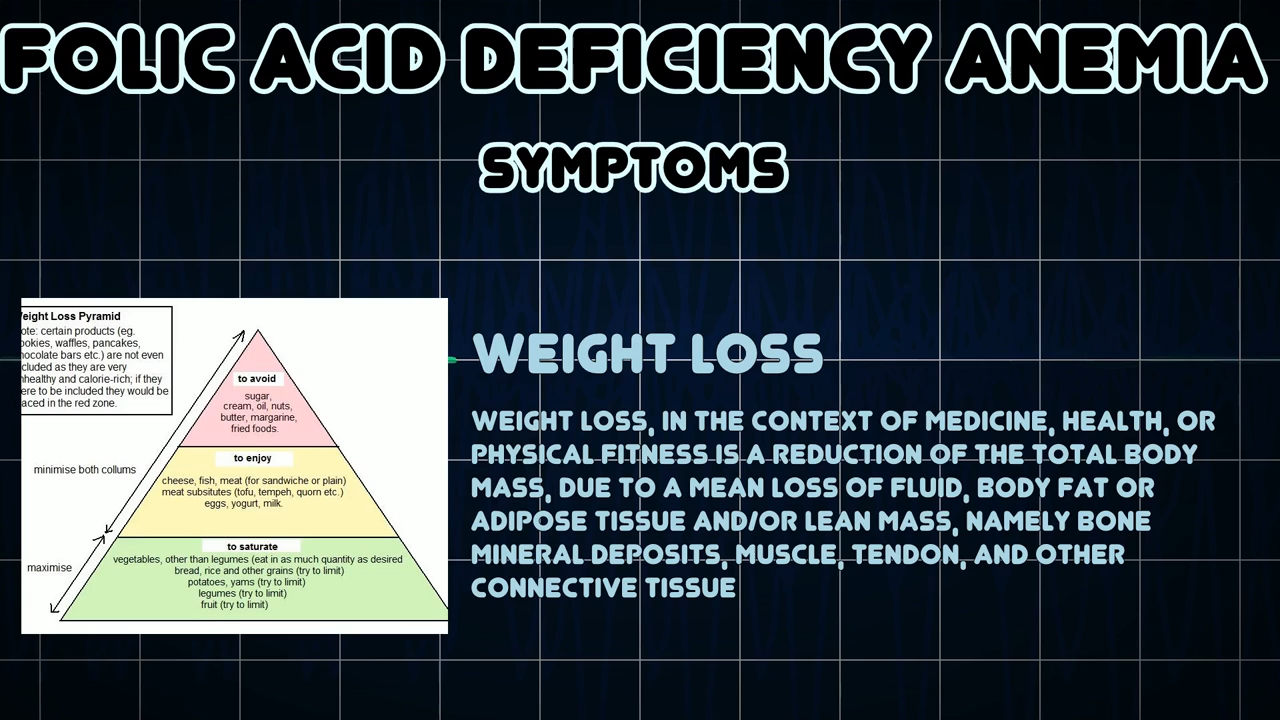 FOLIC ACID DEFICIENCY ANEMIA
SYMPTOMS
eight Loss Pyramid
ote: certain products (eg.
ookies, waffles, pancakes,
hocolate bars etc.) are not even
cluded as they are very
nhealthy and calorie-rich; if they
ere to be included they would be
aced in the red zone.
to avoid
sugar,
cream, oil, nuts,
butter, margarine,
fried foods.
to enjoy
minimise both collums
cheese, fish, meat (for sandwiche or plain)
meat subsitutes (tofu, tempeh, quorn etc.)
eggs, yogurt, milk.
to saturate
maximise
vegetables, other than legumes (eat in as much quantity as desired
bread, rice and other grains (try to limit)
potatoes, yams (try to limit)
legumes (try to limit)
fruit (try to limit)
WEIGHT LOSS
WEIGHT LOSS, IN THE CONTEXT OF MEDICINE, HEALTH, OR
PHYSICAL FITNESS IS A REDUCTION OF THE TOTAL BODY
MASS, DUE TO A MEAN LOSS OF FLUID, BODY FAT OR
ADIPOSE TISSUE AND/OR LEAN MASS, NAMELY BONE
MINERAL DEPOSITS, MUSCLE, TENDON, AND OTHER
CONNECTIVE TISSUE